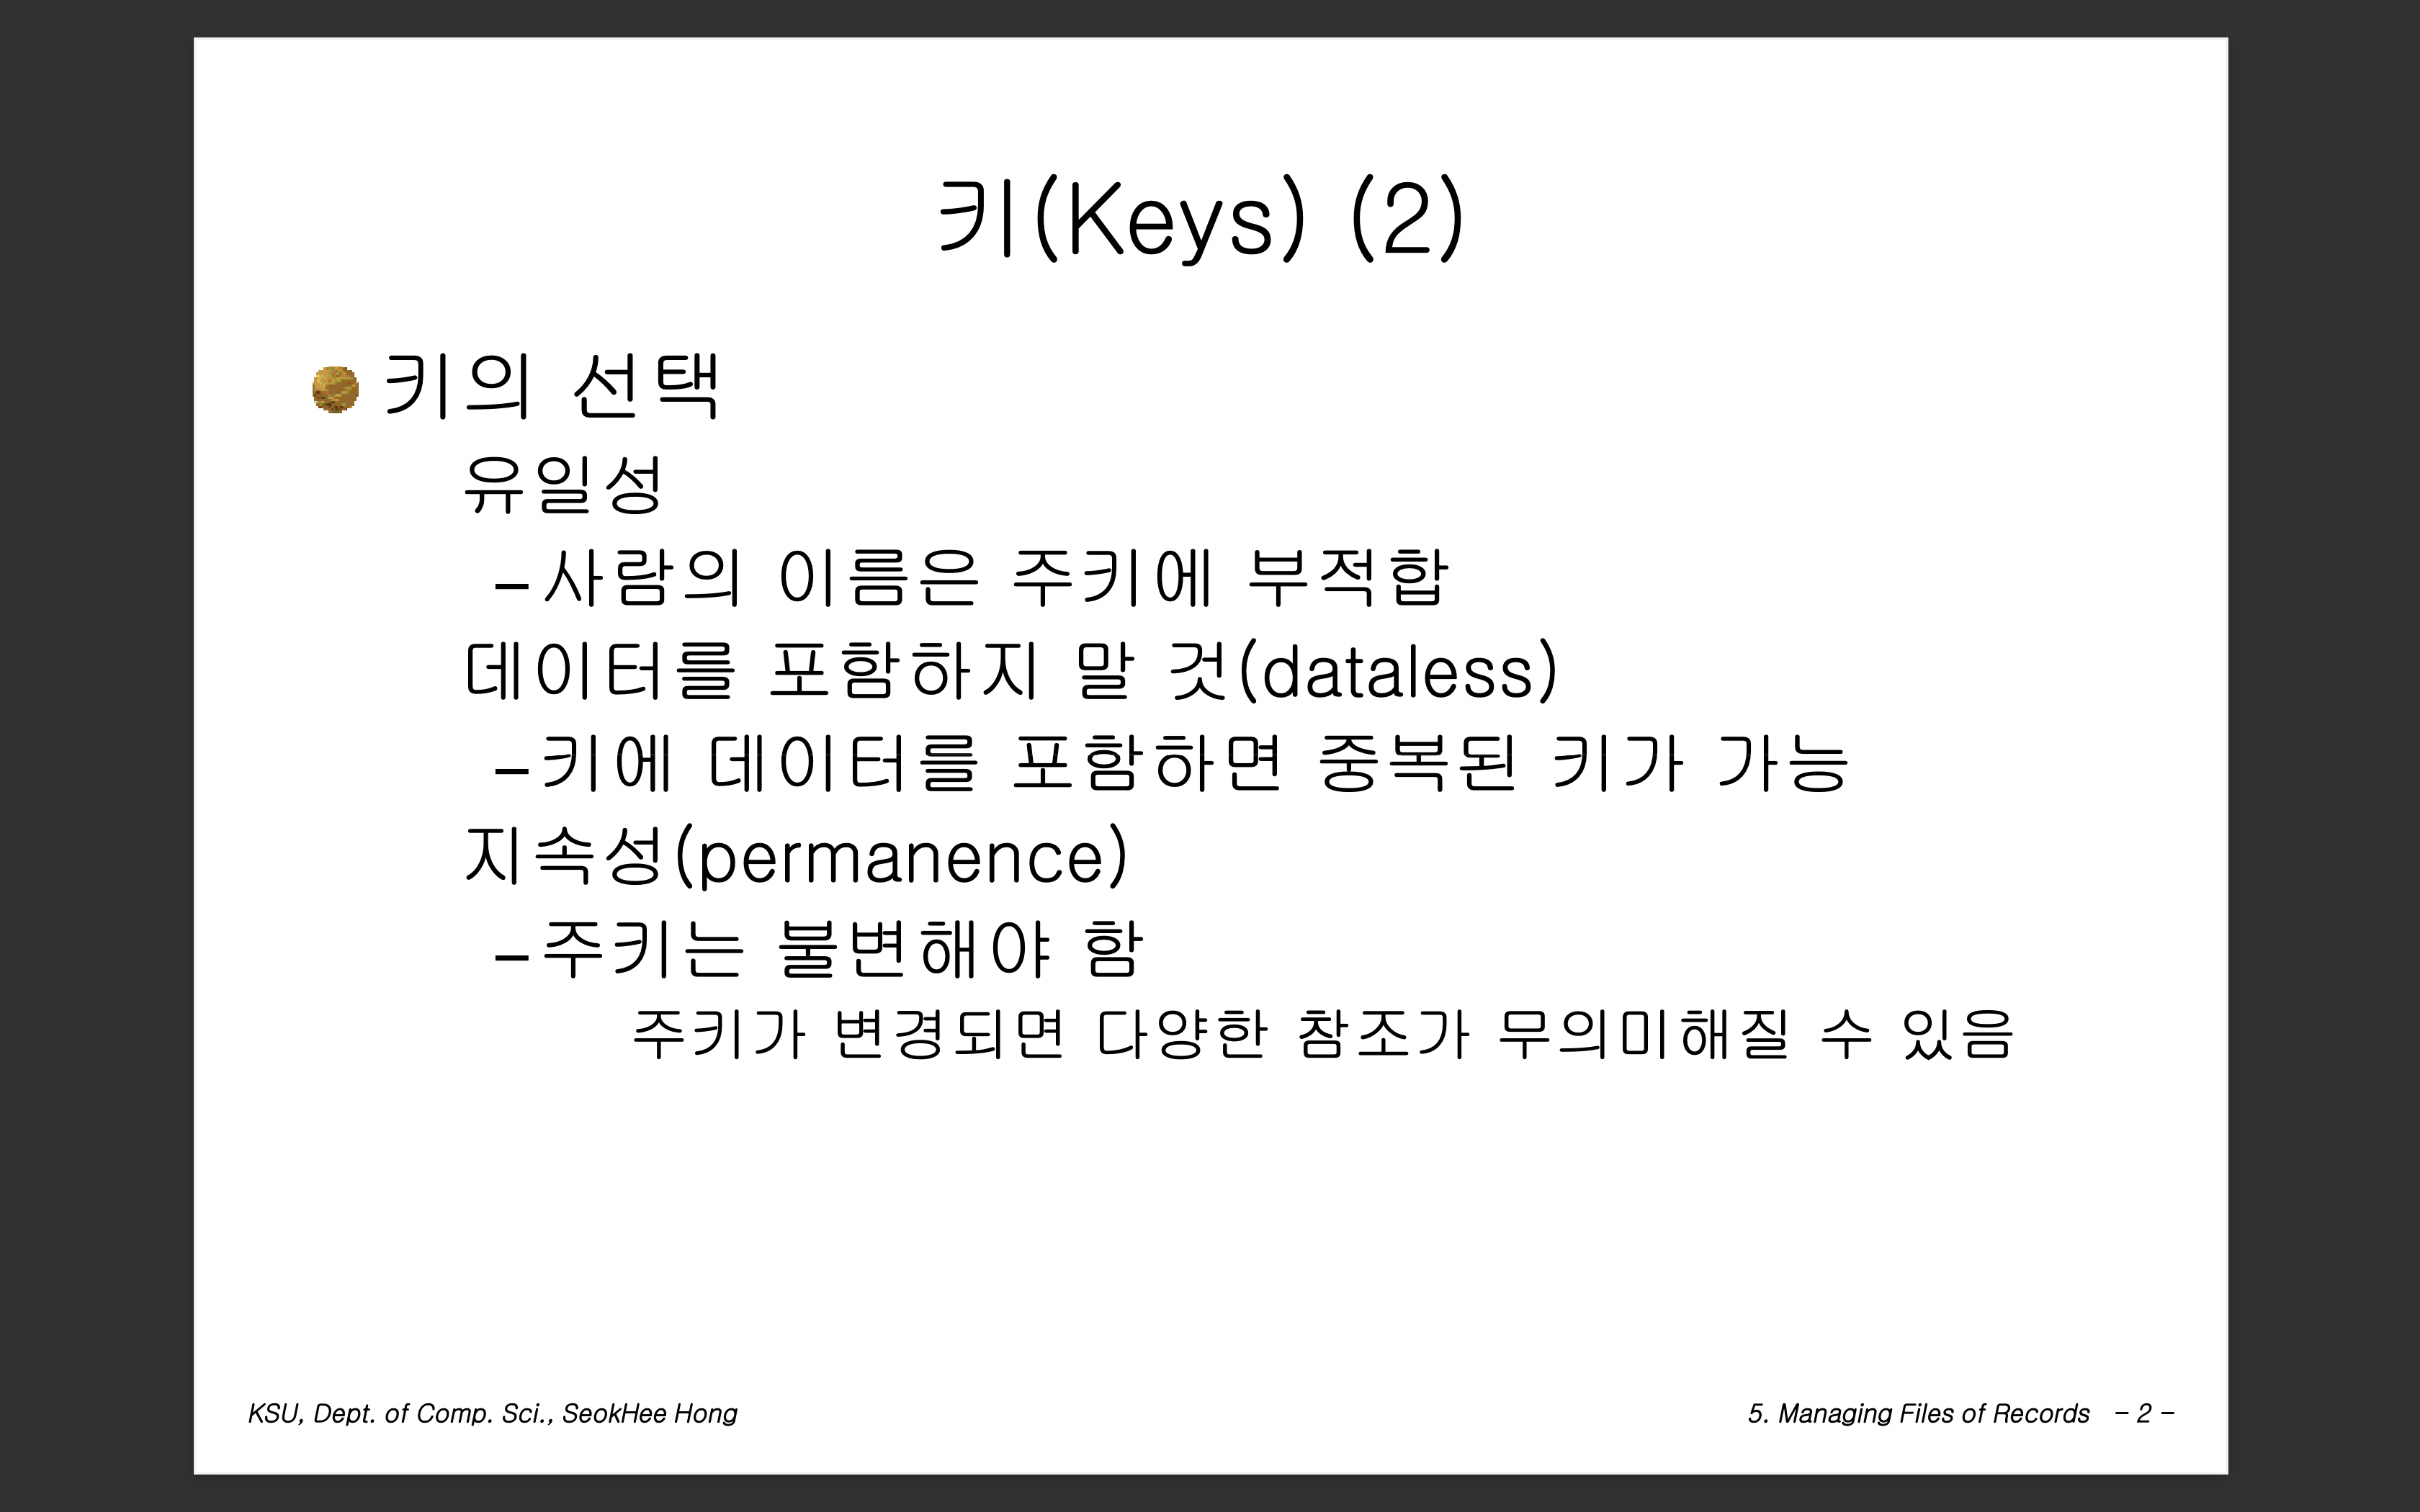 키(Keys) (2)
키의 선택
유일성
–사람의 이름은 주키에 부적합
데이터를 포함하지 말 것(dataless)
–키에 데이터를 포함하면 중복된 키가 가능
지속성(permanence)
–주키는 불변해야 함
주키가 변경되면 다양한 참조가 무의미해질 수 있음
KSU, Dept. of Comp. Sci., SeokHee Hong
5. Managing Files of Records – 2 –